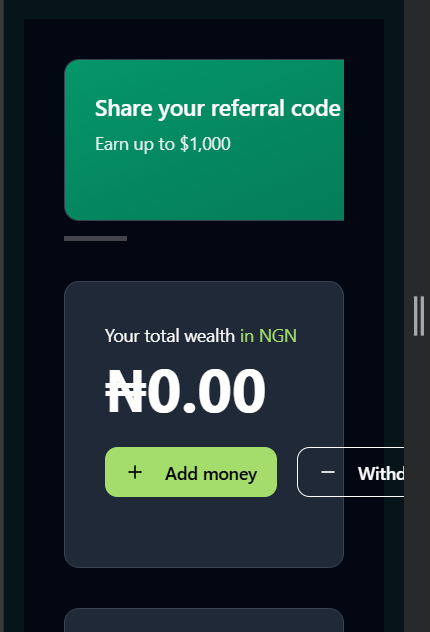 Share your referral code
Earn up to $1,000
Your total wealth in NGN
₦0.00
+ Add money
− Withd